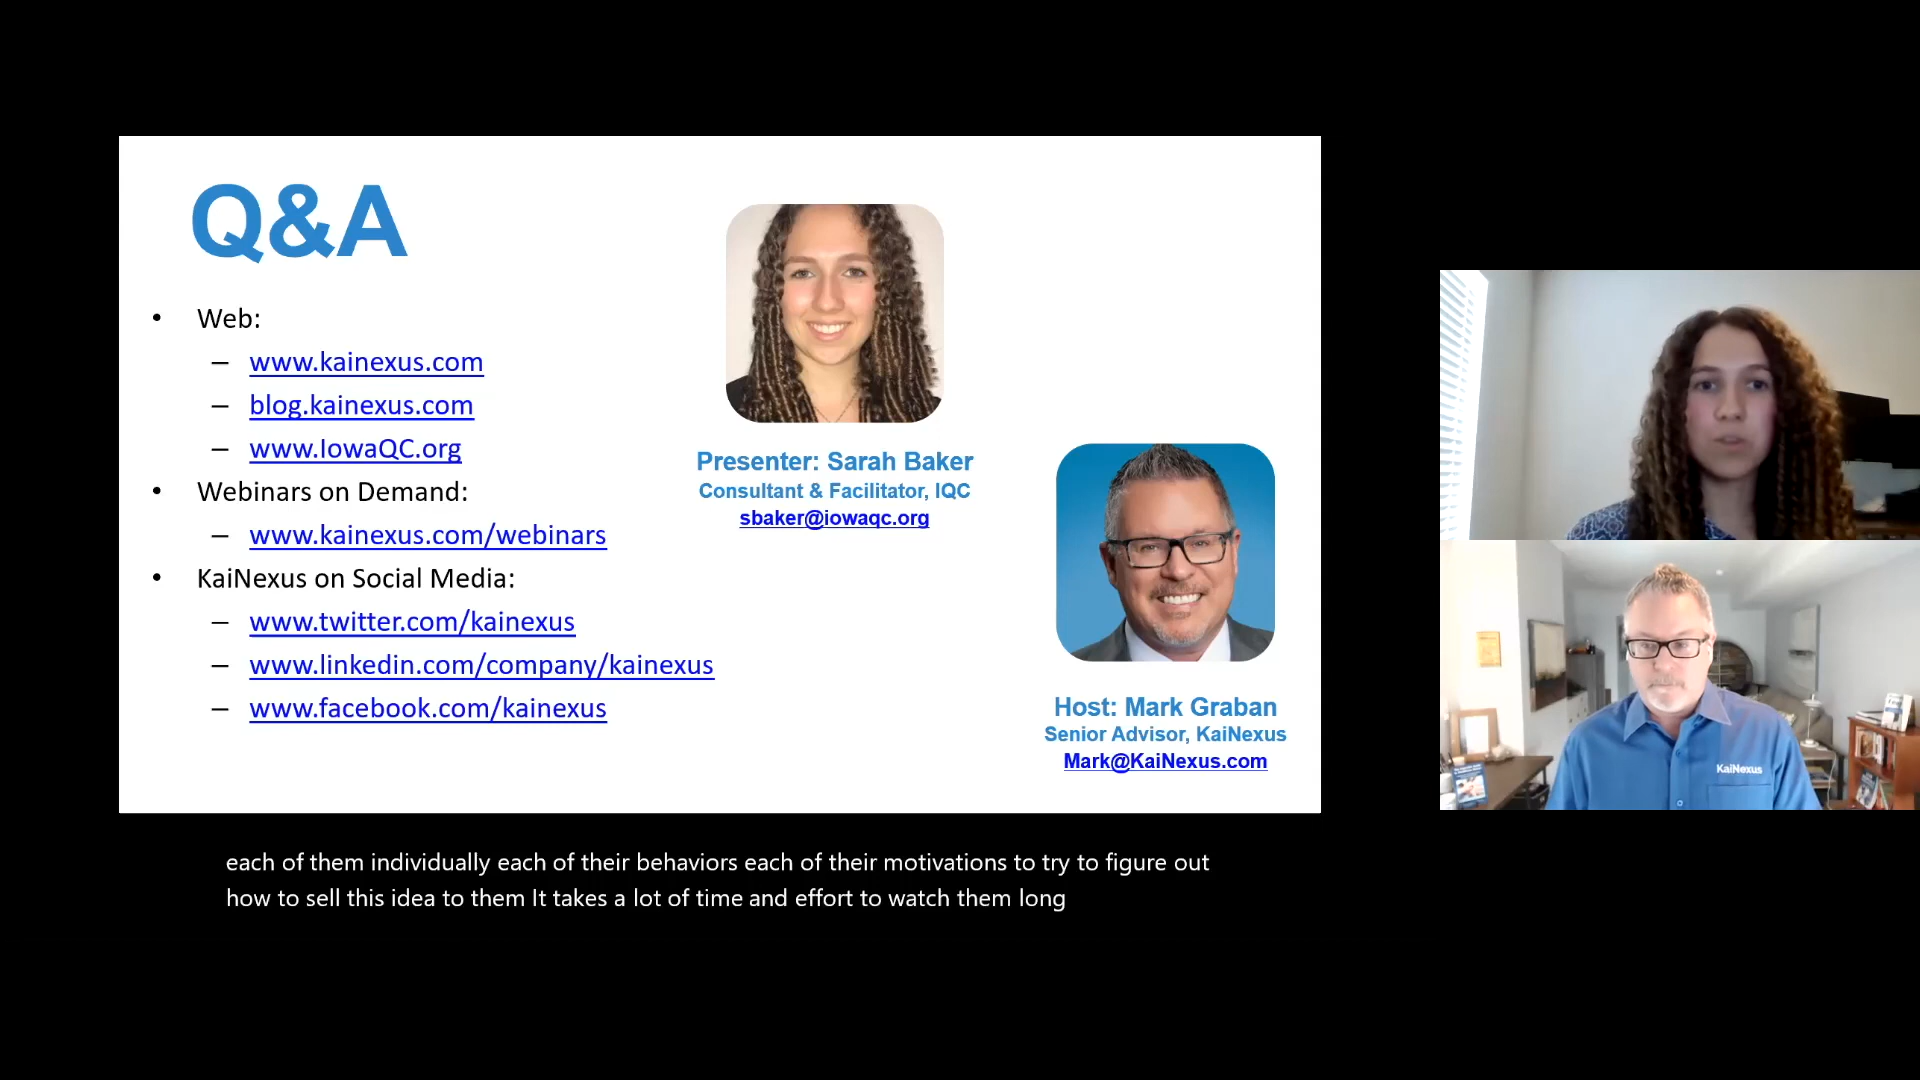 Q&A
• Web:
– www.kainexus.com
– blog.kainexus.com
– www.IowaQC.org
• Webinars on Demand:
– www.kainexus.com/webinars
• KaiNexus on Social Media:
– www.twitter.com/kainexus
– www.linkedin.com/company/kainexus
– www.facebook.com/kainexus
Presenter: Sarah Baker
Consultant & Facilitator, IQC
sbaker@iowaqc.org
Host: Mark Graban
Senior Advisor, KaiNexus
Mark@KaiNexus.com
KaiNexus
each of them individually each of their behaviors each of their motivations to try to figure out
how to sell this idea to them It takes a lot of time and effort to watch them long